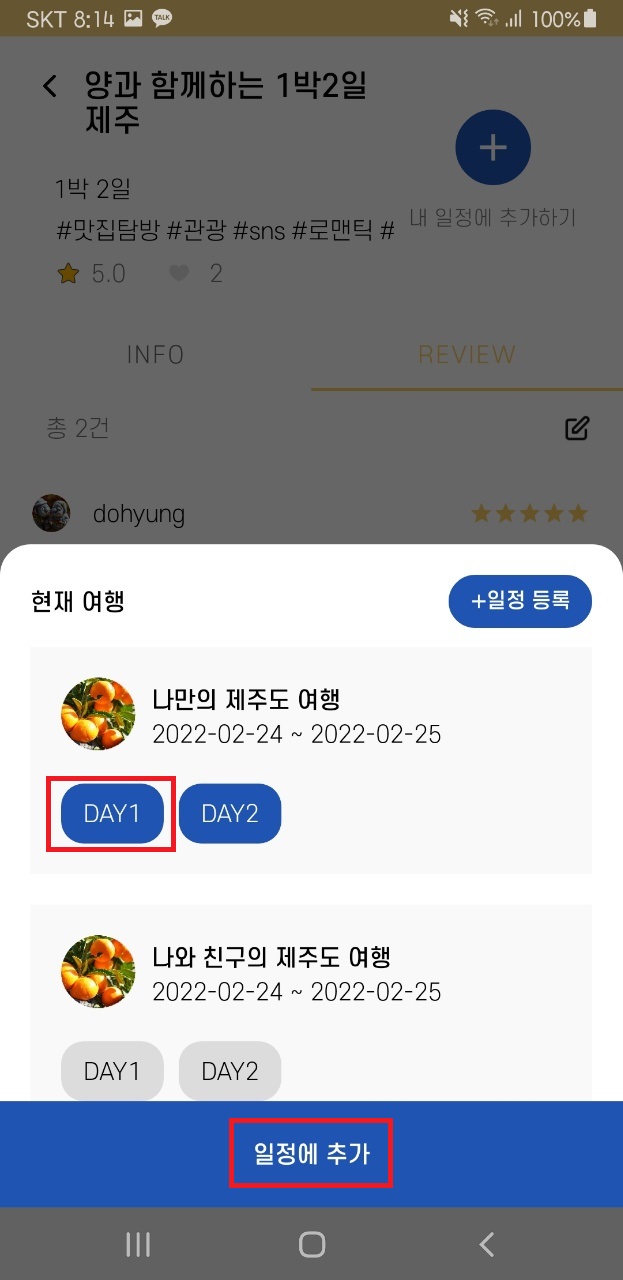 SKT 8:14 TALK 100%
양과 함께하는 1박2일
제주
1박 2일
#맛집탐방 #관광 #sns #로맨틱 #
내 일정에 추가하기
5.0 2
INFO REVIEW
총 2건
dohyung
현재 여행
+일정 등록
나만의 제주도 여행
2022-02-24 ~ 2022-02-25
DAY1 DAY2
나와 친구의 제주도 여행
2022-02-24 ~ 2022-02-25
DAY1 DAY2
일정에 추가